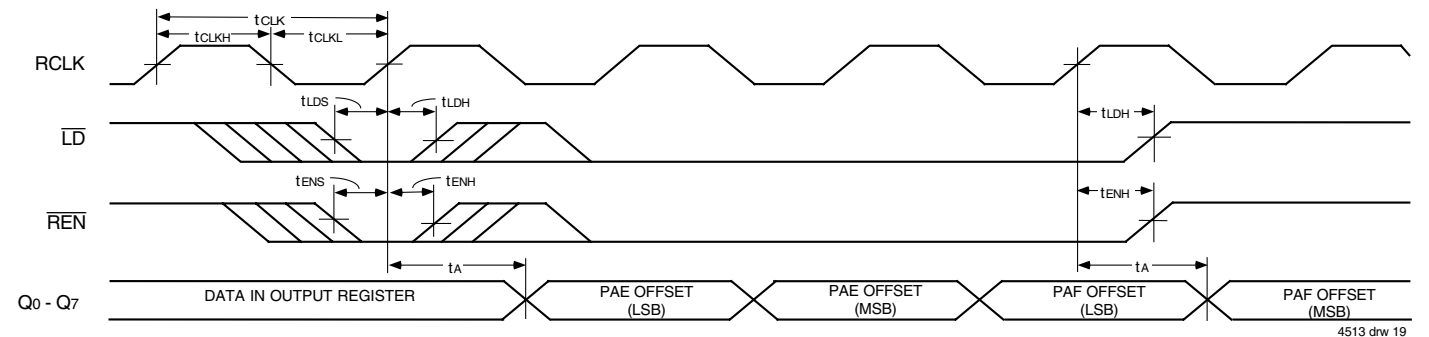 tCLK
tCLKH
tCLKL
RCLK
tLDS
tLDH
tLDH
LD
tENS
tENH
tENH
REN
tA
tA
Q0 - Q7
DATA IN OUTPUT REGISTER
PAE OFFSET
(LSB)
PAE OFFSET
(MSB)
PAF OFFSET
(LSB)
PAF OFFSET
(MSB)
4513 drw 19